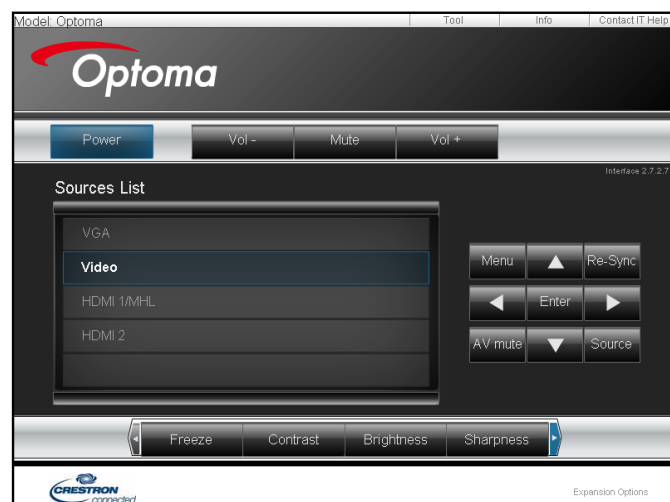 Model: Optoma
Tool
Info
Contact IT Help
Optoma
Power
Vol -
Mute
Vol +
Interface 2.7.2.7
Sources List
VGA
Video
HDMI 1/MHL
HDMI 2
Menu
Re-Sync
Enter
AV mute
Source
Freeze
Contrast
Brightness
Sharpness
CRESTRON
connected
Expansion Options